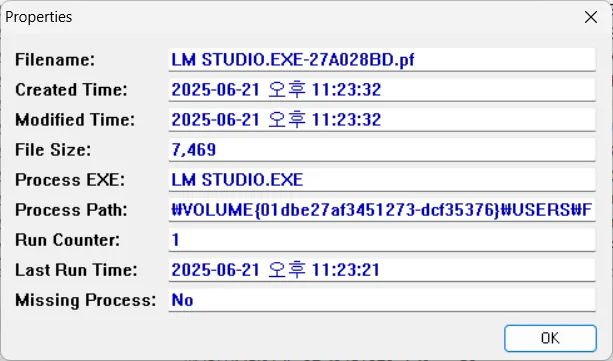 Properties
Filename: LM STUDIO.EXE-27A028BD.pf
Created Time: 2025-06-21 오후 11:23:32
Modified Time: 2025-06-21 오후 11:23:32
File Size: 7,469
Process EXE: LM STUDIO.EXE
Process Path: ₩VOLUME{01dbe27af3451273-dcf35376}₩USERS₩F
Run Counter: 1
Last Run Time: 2025-06-21 오후 11:23:21
Missing Process: No
OK